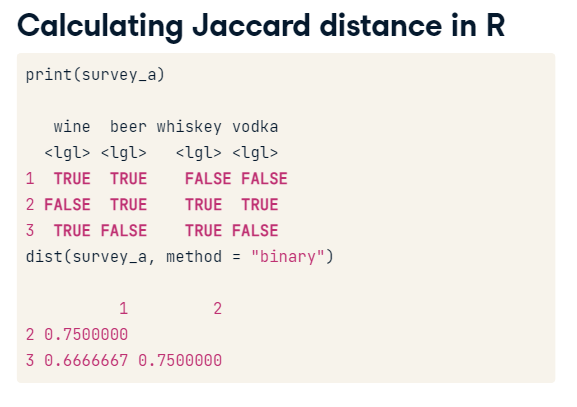 Calculating Jaccard distance in R
print(survey_a)
wine beer whiskey vodka
<lgl> <lgl> <lgl> <lgl>
1 TRUE TRUE FALSE FALSE
2 FALSE TRUE TRUE TRUE
3 TRUE FALSE TRUE FALSE
dist(survey_a, method = "binary")
1 2
2 0.7500000
3 0.6666667 0.7500000